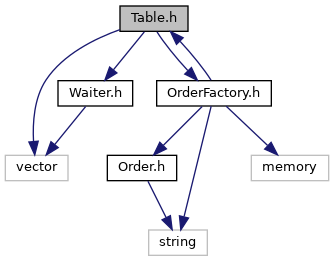 Table.h
Waiter.h
OrderFactory.h
vector
Order.h
memory
string